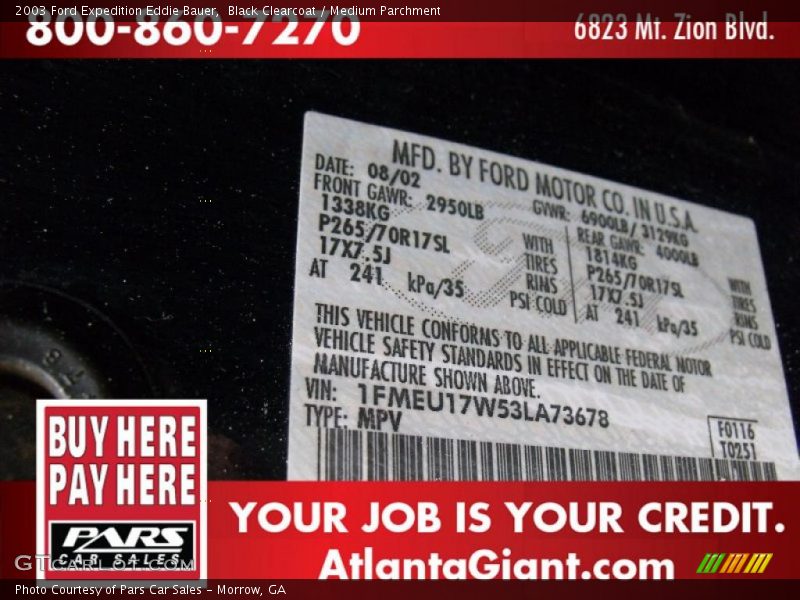 2003 Ford Expedition Eddie Bauer,  Black Clearcoat / Medium Parchment
800-860-7270
6823 Mt. Zion Blvd.
MFD. BY FORD MOTOR CO. IN U.S.A.
DATE: 08/02
GVWR: 6900LB/ 3129KG
FRONT GAWR: 2950LB
1338KG
P265/70R17SL
17X7.5J
AT 241 kPa/35
WITH
TIRES
RINS
PSI COLD
REAR GAWR: 4000LB
1814KG
P265/70R17SL
17X7.5J
AT 241 kPa/35
WITH
TIRES
RINS
PSI COLD
THIS VEHICLE CONFORMS TO ALL APPLICABLE FEDERAL MOTOR
VEHICLE SAFETY STANDARDS IN EFFECT ON THE DATE OF
MANUFACTURE SHOWN ABOVE.
VIN: 1FMEU17W53LA73678
TYPE: MPV
F0116
T0251
BUY HERE
PAY HERE
PARS
CAR SALES
YOUR JOB IS YOUR CREDIT.
AtlantaGiant.com
GTCarLot.com
Photo Courtesy of Pars Car Sales - Morrow, GA